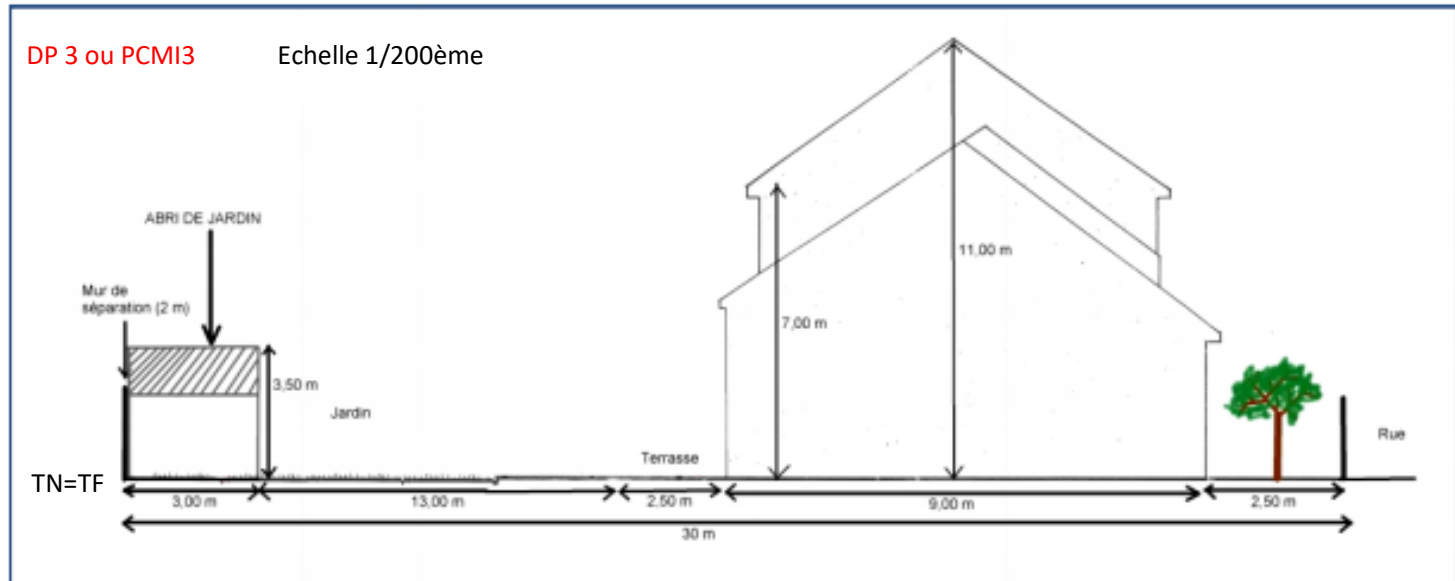 DP 3 ou PCMI3
Echelle 1/200ème
ABRI DE JARDIN
Mur de
séparation (2 m)
3,50 m
Jardin
7,00 m
11,00 m
Terrasse
Rue
TN=TF
3,00 m
13,00 m
2.50 m
9,00 m
2,50 m
30 m